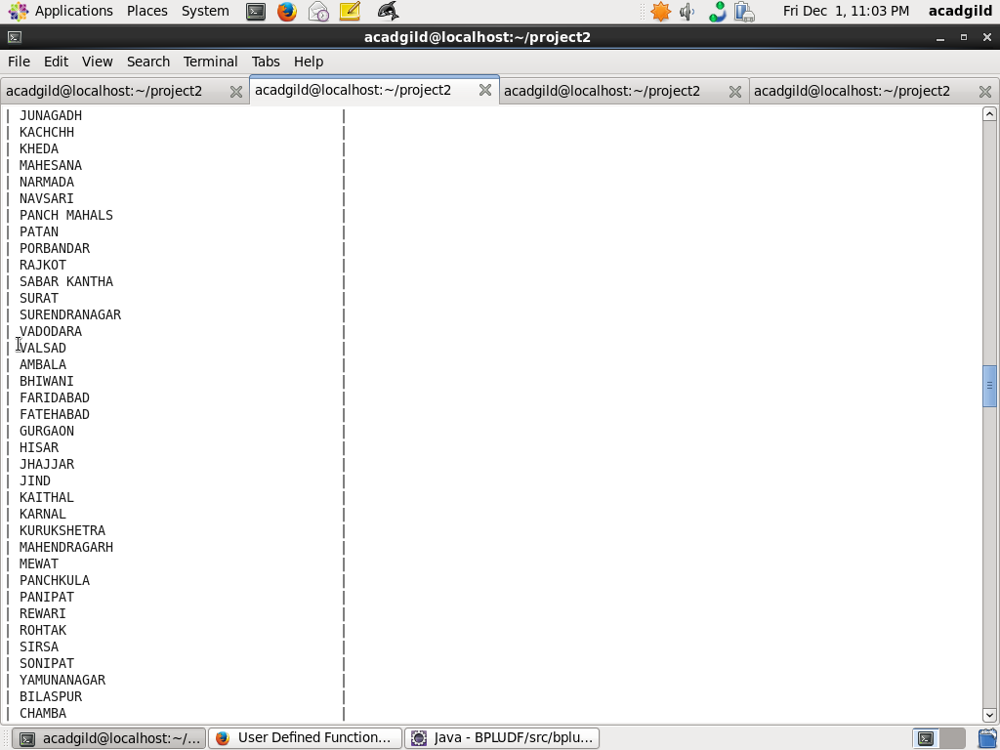 Applications Places System Fri Dec 1, 11:03 PM acadgild
acadgild@localhost:~/project2
File Edit View Search Terminal Tabs Help
acadgild@localhost:~/project2 acadgild@localhost:~/project2 acadgild@localhost:~/project2 acadgild@localhost:~/project2
| JUNAGADH |
| KACHCHH |
| KHEDA |
| MAHESANA |
| NARMADA |
| NAVSARI |
| PANCH MAHALS |
| PATAN |
| PORBANDAR |
| RAJKOT |
| SABAR KANTHA |
| SURAT |
| SURENDRANAGAR |
| VADODARA |
| VALSAD |
| AMBALA |
| BHIWANI |
| FARIDABAD |
| FATEHABAD |
| GURGAON |
| HISAR |
| JHAJJAR |
| JIND |
| KAITHAL |
| KARNAL |
| KURUKSHETRA |
| MAHENDRAGARH |
| MEWAT |
| PANCHKULA |
| PANIPAT |
| REWARI |
| ROHTAK |
| SIRSA |
| SONIPAT |
| YAMUNANAGAR |
| BILASPUR |
| CHAMBA |
acadgild@localhost:~/... User Defined Function... Java - BPLUDF/src/bplu...